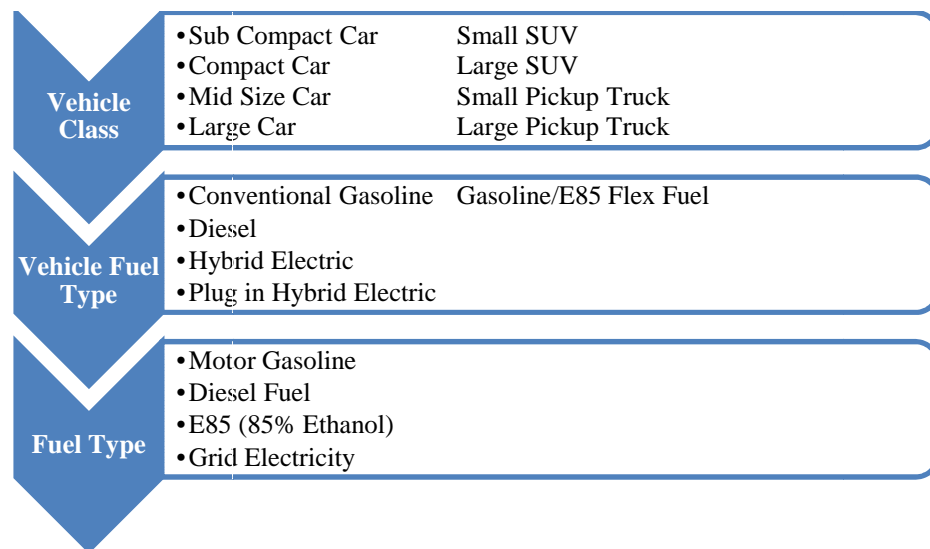 Vehicle
Class
•Sub Compact Car Small SUV
•Compact Car Large SUV
•Mid Size Car Small Pickup Truck
•Large Car Large Pickup Truck
Vehicle Fuel
Type
•Conventional Gasoline Gasoline/E85 Flex Fuel
•Diesel
•Hybrid Electric
•Plug in Hybrid Electric
Fuel Type
•Motor Gasoline
•Diesel Fuel
•E85 (85% Ethanol)
•Grid Electricity